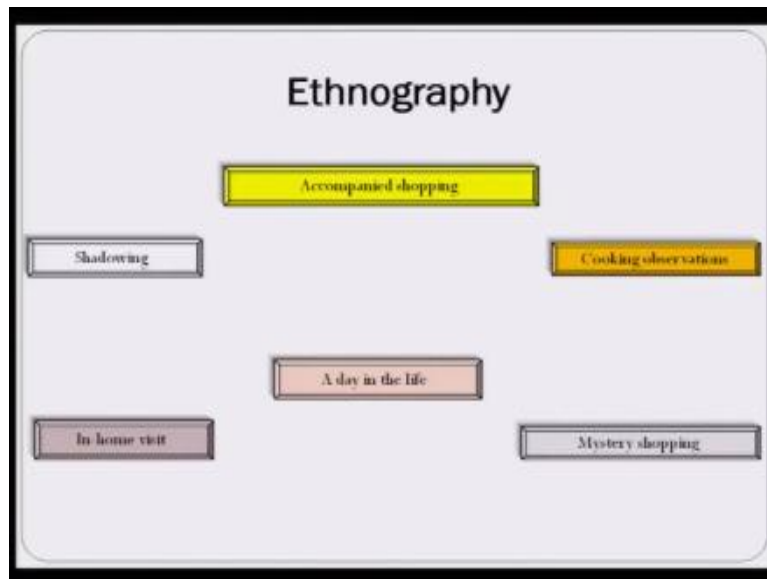 Ethnography
Accompanied shopping
Shadowing
Cooking observations
A day in the life
In-home visit
Mystery shopping